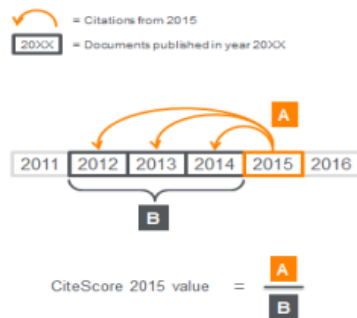 = Citations from 2015
20XX = Documents published in year 20XX
A
2011 2012 2013 2014 2015 2016
B
CiteScore 2015 value = A
B